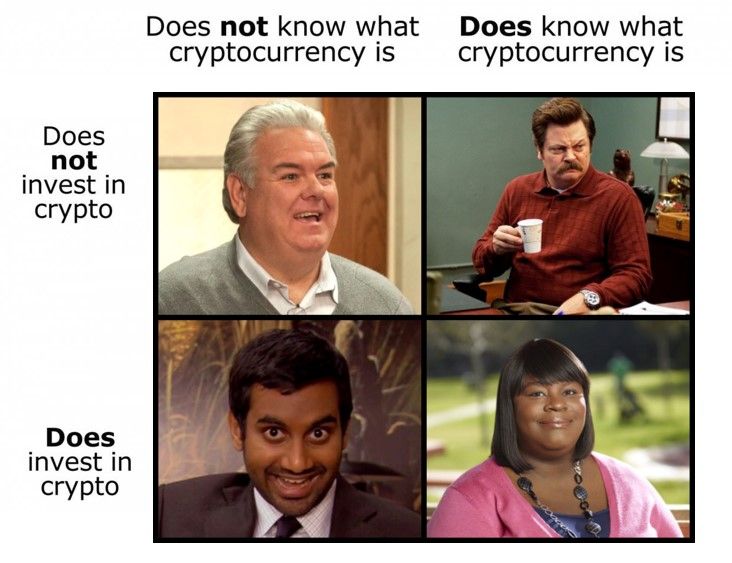 Does not know what
cryptocurrency is
Does know what
cryptocurrency is
Does
not
invest in
crypto
Does
invest in
crypto